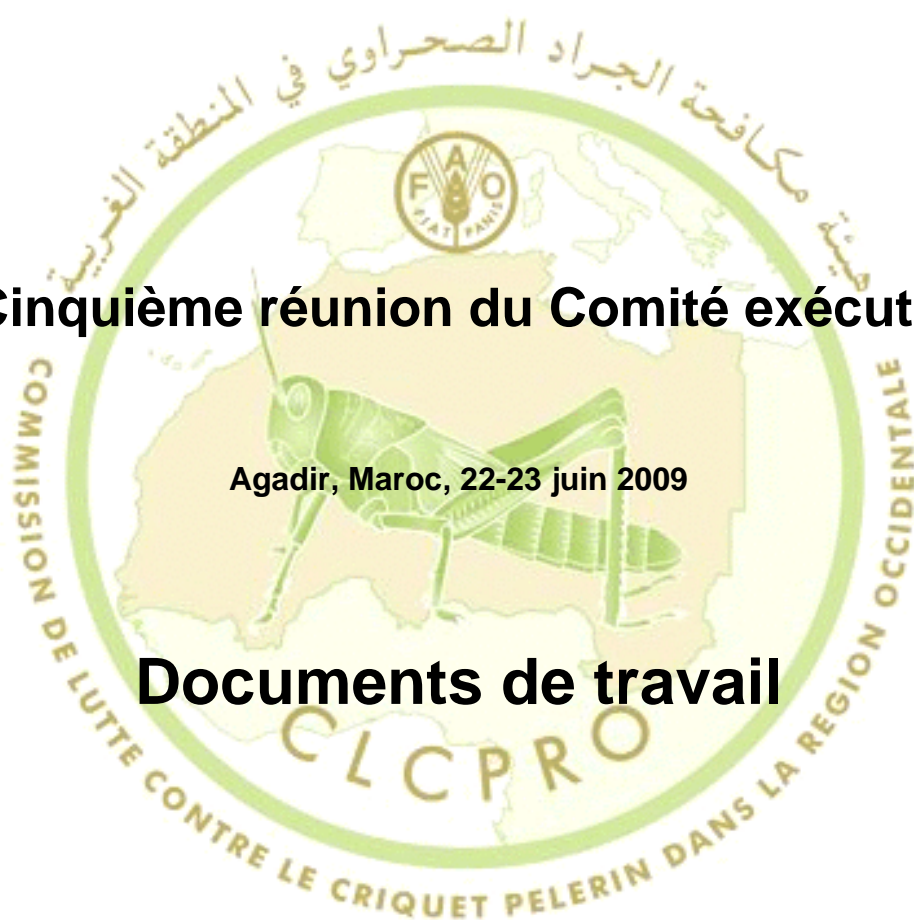 هيئة مكافحة الجراد الصحراوي في المنطقة الغربية
F A O
FIAT PANIS
Cinquième réunion du Comité exécut
Agadir, Maroc, 22-23 juin 2009
Documents de travail
CLCPRO
COMMISSION DE LUTTE CONTRE LE CRIQUET PELERIN DANS LA REGION OCCIDENTALE